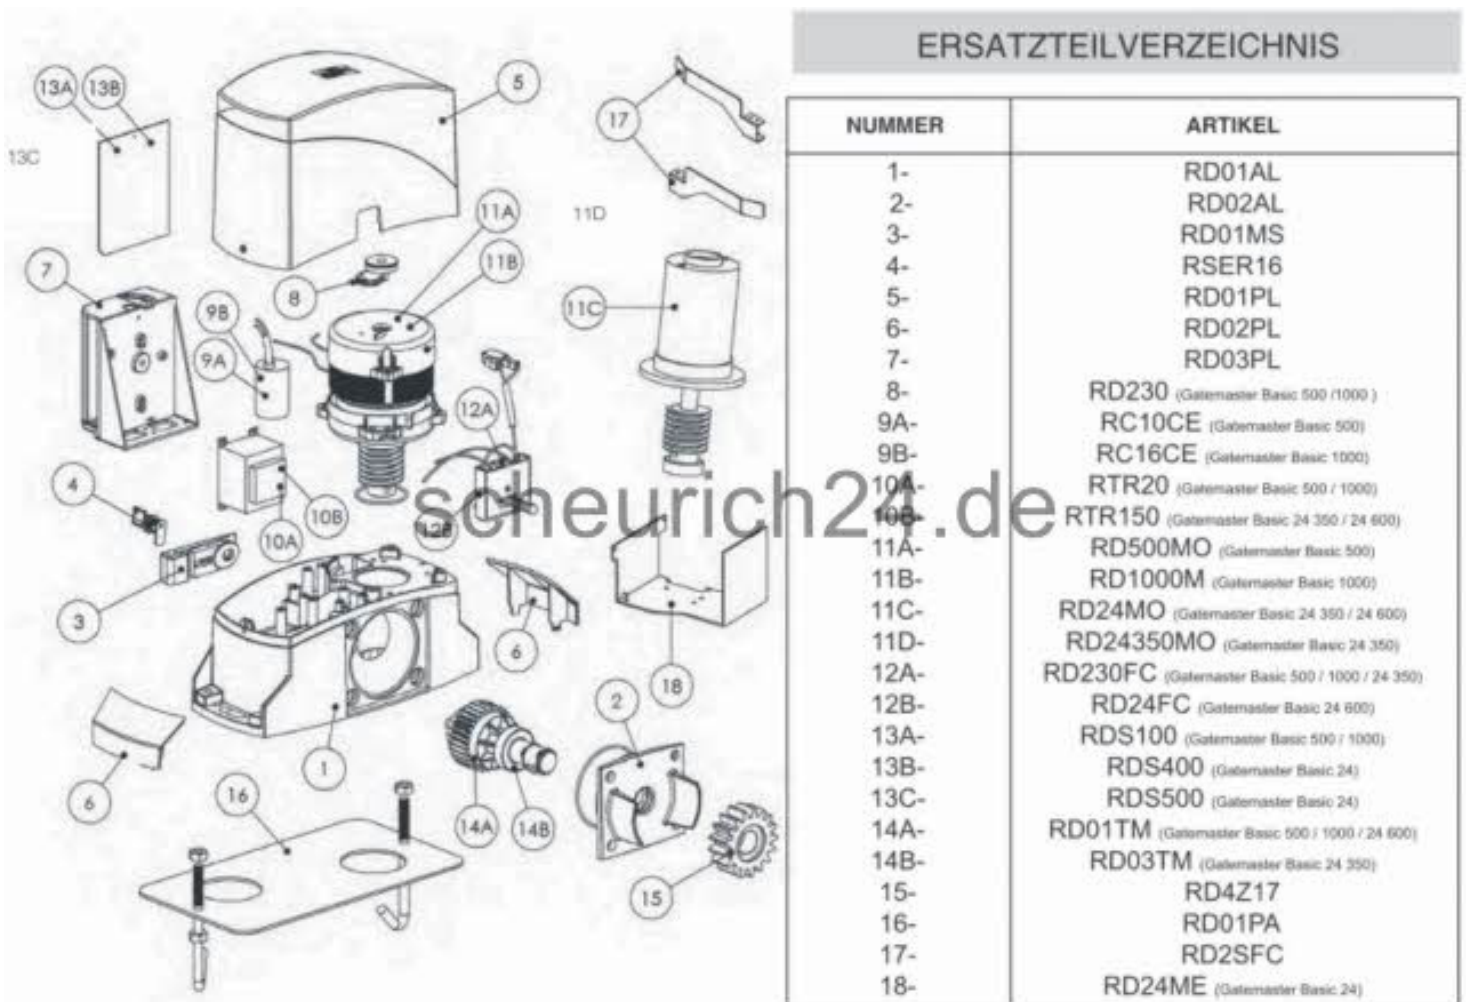 ERSATZTEILVERZEICHNIS
NUMMER ARTIKEL
1- RD01AL
2- RD02AL
3- RD01MS
4- RSER16
5- RD01PL
6- RD02PL
7- RD03PL
8- RD230 (Gatemaster Basic 500 /1000 )
9A- RC10CE (Gatemaster Basic 500)
9B- RC16CE (Gatemaster Basic 1000)
10A- RTR20 (Gatemaster Basic 500 / 1000)
10B- RTR150 (Gatemaster Basic 24 350 / 24 600)
11A- RD500MO (Gatemaster Basic 500)
11B- RD1000M (Gatemaster Basic 1000)
11C- RD24MO (Gatemaster Basic 24 350 / 24 600)
11D- RD24350MO (Gatemaster Basic 24 350)
12A- RD230FC (Gatemaster Basic 500 / 1000 / 24 350)
12B- RD24FC (Gatemaster Basic 24 600)
13A- RDS100 (Gatemaster Basic 500 / 1000)
13B- RDS400 (Gatemaster Basic 24)
13C- RDS500 (Gatemaster Basic 24)
14A- RD01TM (Gatemaster Basic 500 / 1000 / 24 600)
14B- RD03TM (Gatemaster Basic 24 350)
15- RD4Z17
16- RD01PA
17- RD2SFC
18- RD24ME (Gatemaster Basic 24)
13A
13B
5
17
13C
11A
11D
7
11B
8
9B
11C
9A
12A
4
10B
12B
10A
3
6
18
2
1
6
16
14A
14B
15
scheurich24.de